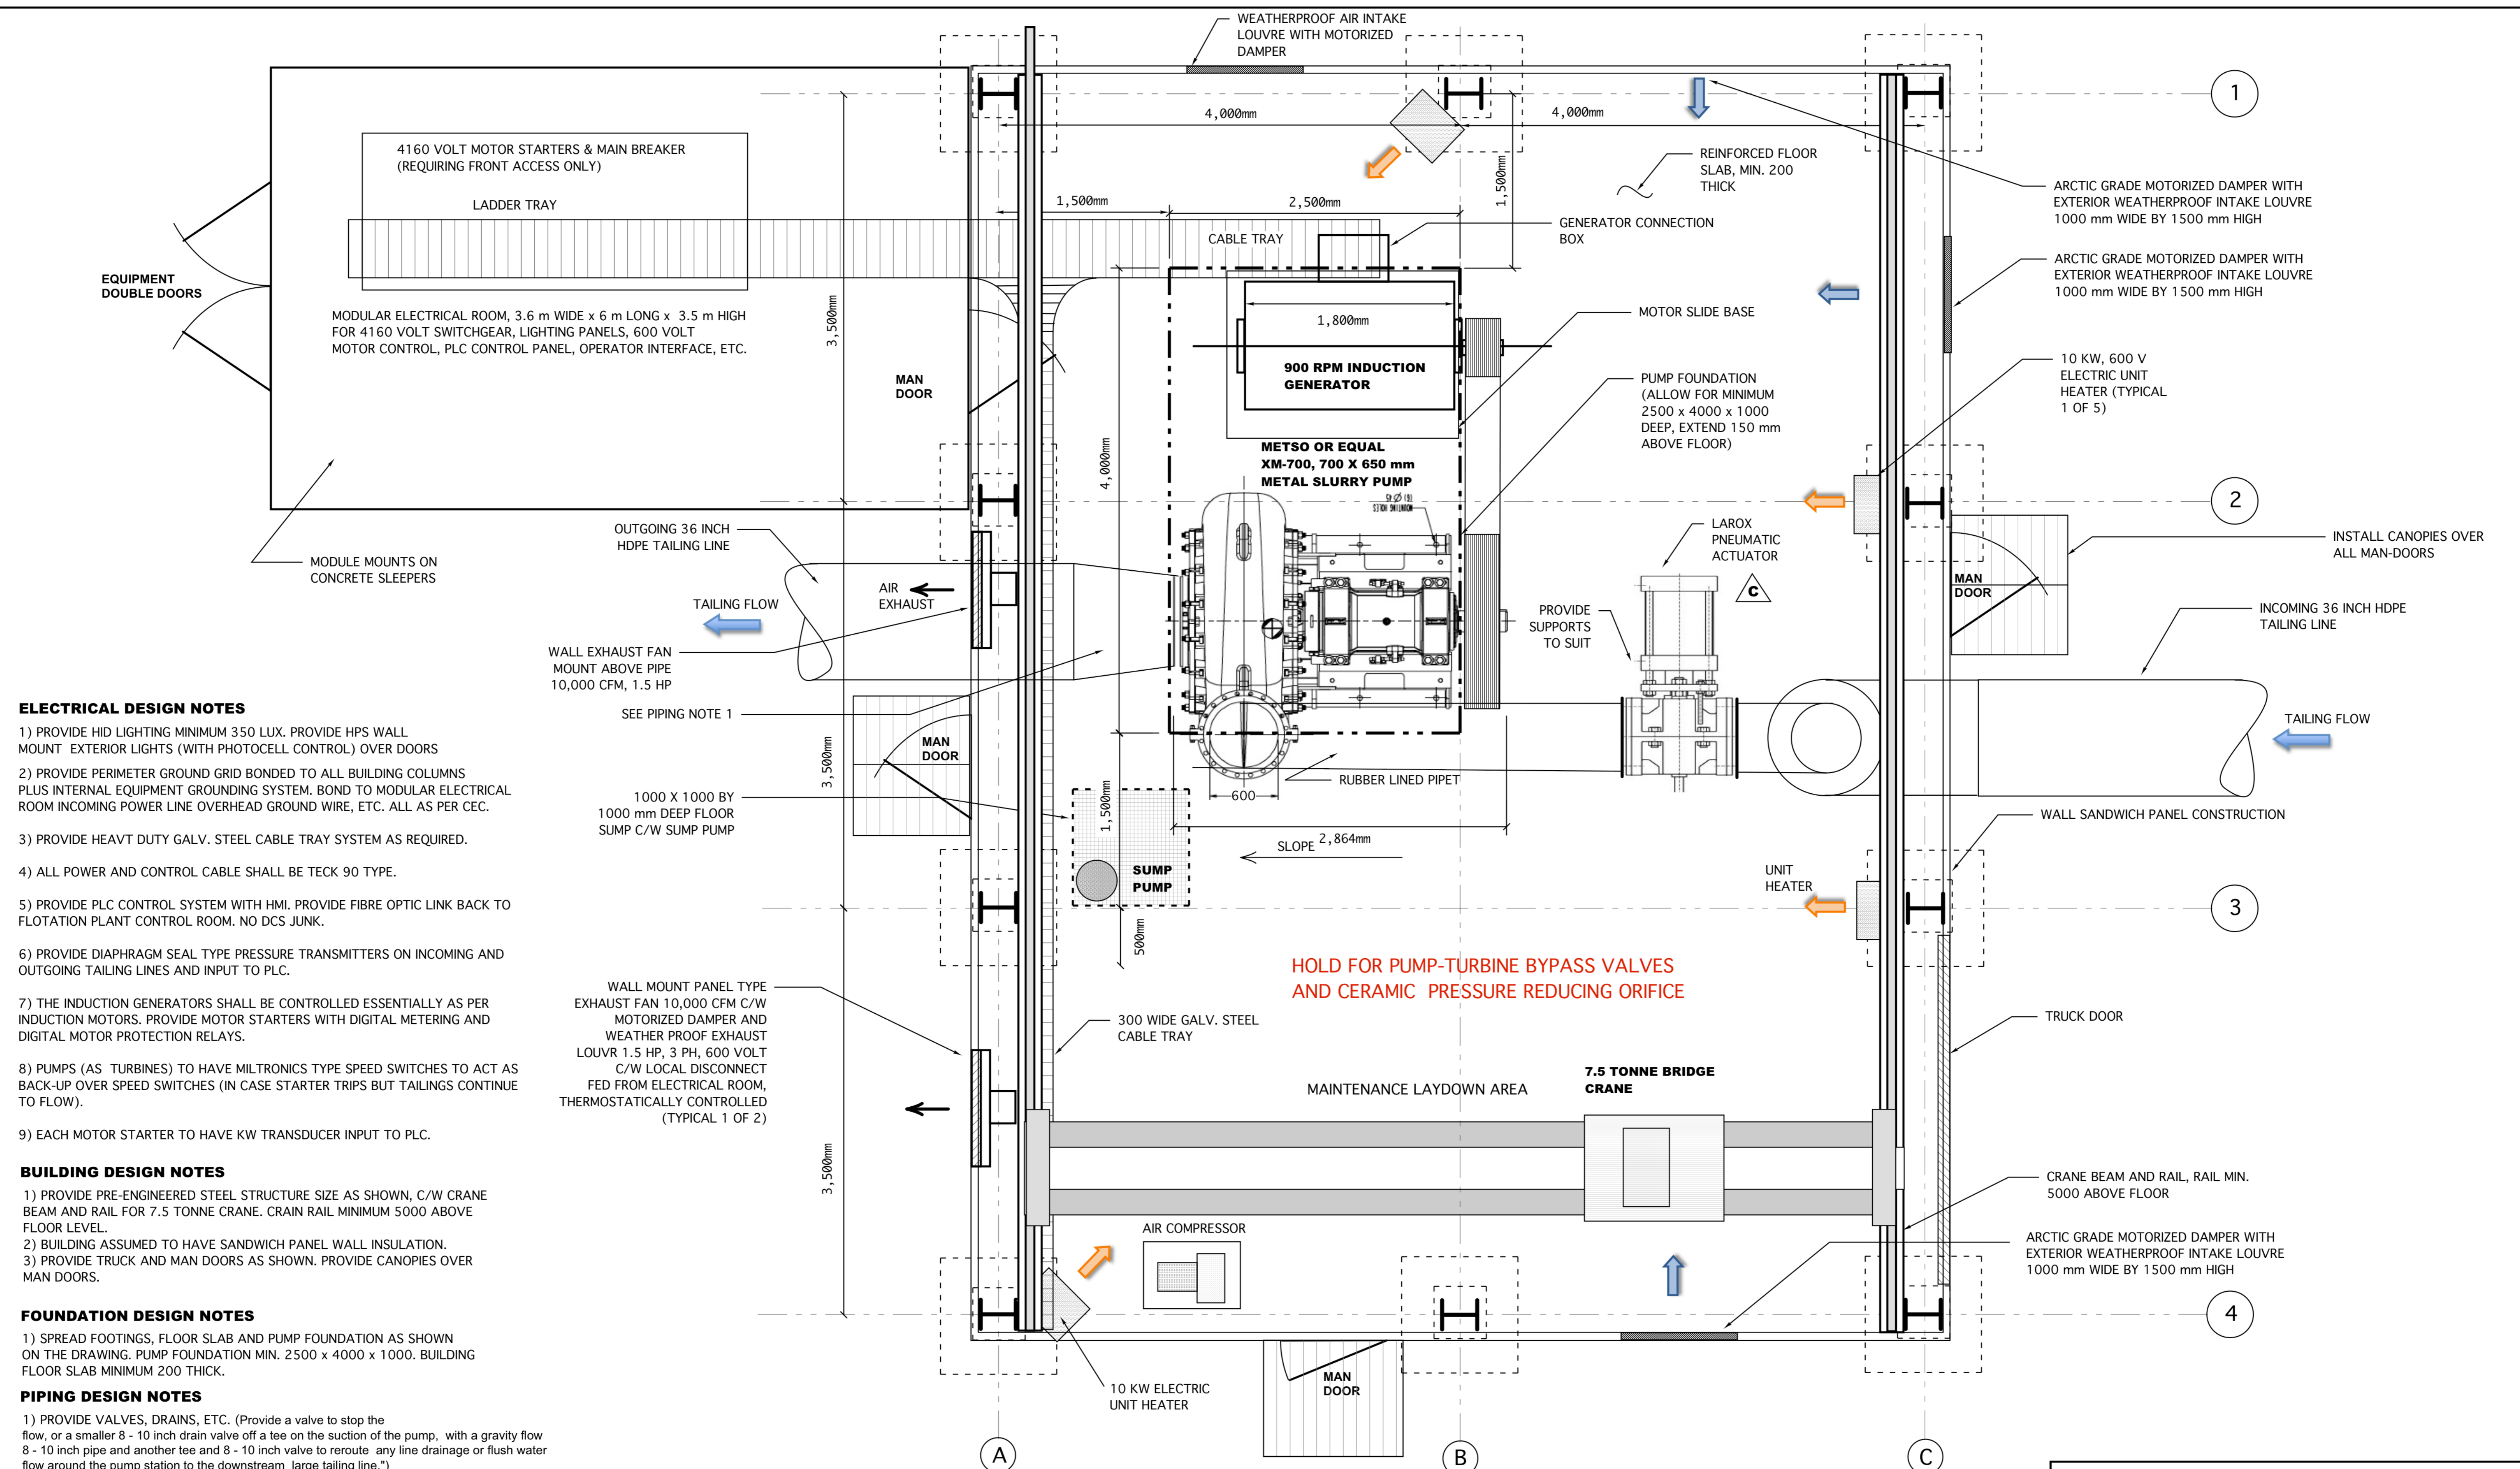 WEATHERPROOF AIR INTAKE
LOUVRE WITH MOTORIZED
DAMPER
1
4,000mm
4,000mm
4160 VOLT MOTOR STARTERS & MAIN BREAKER
(REQUIRING FRONT ACCESS ONLY)
LADDER TRAY
REINFORCED FLOOR
SLAB, MIN. 200
THICK
1,500mm
ARCTIC GRADE MOTORIZED DAMPER WITH
EXTERIOR WEATHERPROOF INTAKE LOUVRE
1000 mm WIDE BY 1500 mm HIGH
1,500mm
2,500mm
GENERATOR CONNECTION
BOX
CABLE TRAY
ARCTIC GRADE MOTORIZED DAMPER WITH
EXTERIOR WEATHERPROOF INTAKE LOUVRE
1000 mm WIDE BY 1500 mm HIGH
EQUIPMENT
DOUBLE DOORS
MODULAR ELECTRICAL ROOM, 3.6 m WIDE x 6 m LONG x 3.5 m HIGH
FOR 4160 VOLT SWITCHGEAR, LIGHTING PANELS, 600 VOLT
MOTOR CONTROL, PLC CONTROL PANEL, OPERATOR INTERFACE, ETC.
3,500mm
MOTOR SLIDE BASE
1,800mm
900 RPM INDUCTION
GENERATOR
MAN
DOOR
10 KW, 600 V
ELECTRIC UNIT
HEATER (TYPICAL
1 OF 5)
PUMP FOUNDATION
(ALLOW FOR MINIMUM
2500 x 4000 x 1000
DEEP, EXTEND 150 mm
ABOVE FLOOR)
4,000mm
METSO OR EQUAL
XM-700, 700 X 650 mm
METAL SLURRY PUMP
(8) Ø 45
MOUNTING HOLES
2
OUTGOING 36 INCH
HDPE TAILING LINE
LAROX
PNEUMATIC
ACTUATOR
C
INSTALL CANOPIES OVER
ALL MAN-DOORS
MODULE MOUNTS ON
CONCRETE SLEEPERS
MAN
DOOR
AIR
EXHAUST
TAILING FLOW
PROVIDE
SUPPORTS
TO SUIT
INCOMING 36 INCH HDPE
TAILING LINE
WALL EXHAUST FAN
MOUNT ABOVE PIPE
10,000 CFM, 1.5 HP
SEE PIPING NOTE 1
TAILING FLOW
MAN
DOOR
RUBBER LINED PIPET
600
3,500mm
1000 X 1000 BY
1000 mm DEEP FLOOR
SUMP C/W SUMP PUMP
1,500mm
2,864mm
SLOPE
WALL SANDWICH PANEL CONSTRUCTION
SUMP
PUMP
UNIT
HEATER
3
500mm
HOLD FOR PUMP-TURBINE BYPASS VALVES
AND CERAMIC PRESSURE REDUCING ORIFICE
WALL MOUNT PANEL TYPE
EXHAUST FAN 10,000 CFM C/W
MOTORIZED DAMPER AND
WEATHER PROOF EXHAUST
LOUVR 1.5 HP, 3 PH, 600 VOLT
C/W LOCAL DISCONNECT
FED FROM ELECTRICAL ROOM,
THERMOSTATICALLY CONTROLLED
(TYPICAL 1 OF 2)
300 WIDE GALV. STEEL
CABLE TRAY
TRUCK DOOR
MAINTENANCE LAYDOWN AREA
7.5 TONNE BRIDGE
CRANE
3,500mm
CRANE BEAM AND RAIL, RAIL MIN.
5000 ABOVE FLOOR
AIR COMPRESSOR
ARCTIC GRADE MOTORIZED DAMPER WITH
EXTERIOR WEATHERPROOF INTAKE LOUVRE
1000 mm WIDE BY 1500 mm HIGH
4
10 KW ELECTRIC
UNIT HEATER
MAN
DOOR
A
B
C
ELECTRICAL DESIGN NOTES
1) PROVIDE HID LIGHTING MINIMUM 350 LUX. PROVIDE HPS WALL
MOUNT EXTERIOR LIGHTS (WITH PHOTOCELL CONTROL) OVER DOORS
2) PROVIDE PERIMETER GROUND GRID BONDED TO ALL BUILDING COLUMNS
PLUS INTERNAL EQUIPMENT GROUNDING SYSTEM. BOND TO MODULAR ELECTRICAL
ROOM INCOMING POWER LINE OVERHEAD GROUND WIRE, ETC. ALL AS PER CEC.
3) PROVIDE HEAVT DUTY GALV. STEEL CABLE TRAY SYSTEM AS REQUIRED.
4) ALL POWER AND CONTROL CABLE SHALL BE TECK 90 TYPE.
5) PROVIDE PLC CONTROL SYSTEM WITH HMI. PROVIDE FIBRE OPTIC LINK BACK TO
FLOTATION PLANT CONTROL ROOM. NO DCS JUNK.
6) PROVIDE DIAPHRAGM SEAL TYPE PRESSURE TRANSMITTERS ON INCOMING AND
OUTGOING TAILING LINES AND INPUT TO PLC.
7) THE INDUCTION GENERATORS SHALL BE CONTROLLED ESSENTIALLY AS PER
INDUCTION MOTORS. PROVIDE MOTOR STARTERS WITH DIGITAL METERING AND
DIGITAL MOTOR PROTECTION RELAYS.
8) PUMPS (AS TURBINES) TO HAVE MILTRONICS TYPE SPEED SWITCHES TO ACT AS
BACK-UP OVER SPEED SWITCHES (IN CASE STARTER TRIPS BUT TAILINGS CONTINUE
TO FLOW).
9) EACH MOTOR STARTER TO HAVE KW TRANSDUCER INPUT TO PLC.
BUILDING DESIGN NOTES
1) PROVIDE PRE-ENGINEERED STEEL STRUCTURE SIZE AS SHOWN, C/W CRANE
BEAM AND RAIL FOR 7.5 TONNE CRANE. CRAIN RAIL MINIMUM 5000 ABOVE
FLOOR LEVEL.
2) BUILDING ASSUMED TO HAVE SANDWICH PANEL WALL INSULATION.
3) PROVIDE TRUCK AND MAN DOORS AS SHOWN. PROVIDE CANOPIES OVER
MAN DOORS.
FOUNDATION DESIGN NOTES
1) SPREAD FOOTINGS, FLOOR SLAB AND PUMP FOUNDATION AS SHOWN
ON THE DRAWING. PUMP FOUNDATION MIN. 2500 x 4000 x 1000. BUILDING
FLOOR SLAB MINIMUM 200 THICK.
PIPING DESIGN NOTES
1) PROVIDE VALVES, DRAINS, ETC. (Provide a valve to stop the
flow, or a smaller 8 - 10 inch drain valve off a tee on the suction of the pump, with a gravity flow
8 - 10 inch pipe and another tee and 8 - 10 inch valve to reroute any line drainage or flush water
flow around the pump station to the downstream large tailing line.")